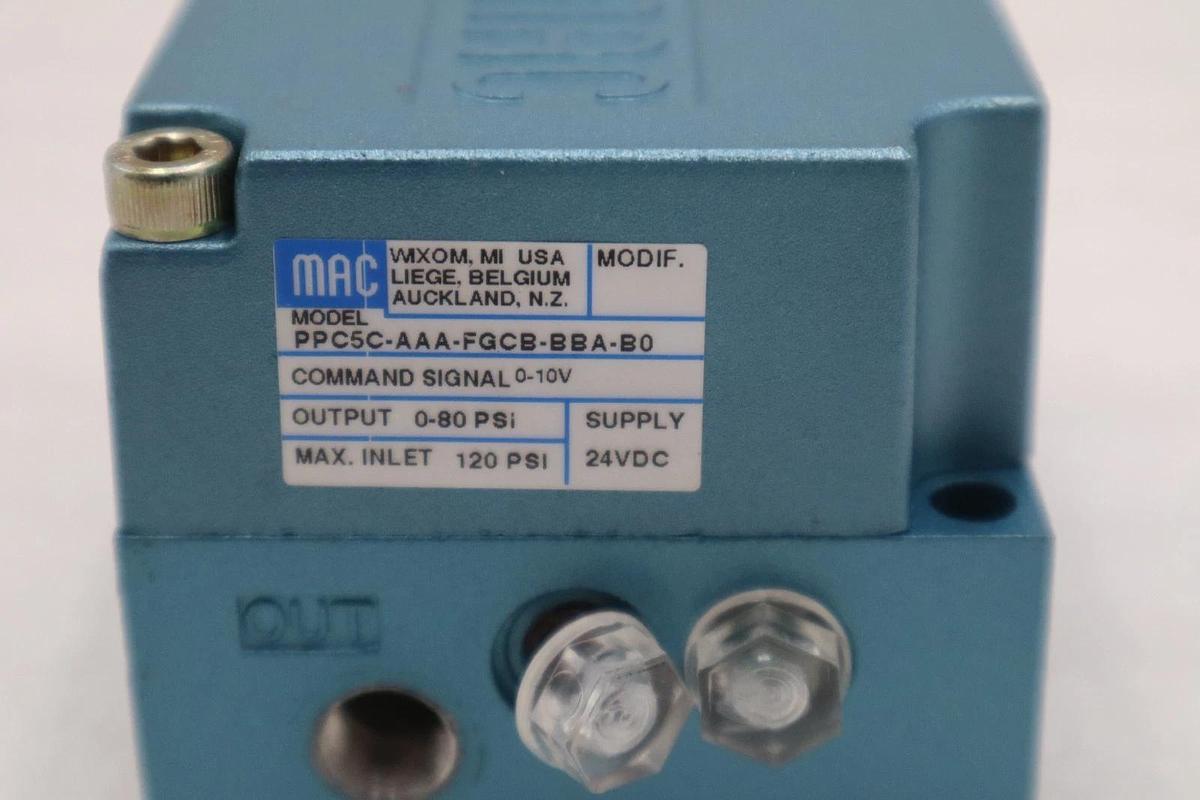 MAC
WIXOM, MI USA
LIEGE, BELGIUM
AUCKLAND, N.Z.
MODIF.
MODEL
PPC5C-AAA-FGCB-BBA-B0
COMMAND SIGNAL 0-10V
OUTPUT 0-80 PSi
MAX. INLET 120 PSI
SUPPLY
24VDC
OUT